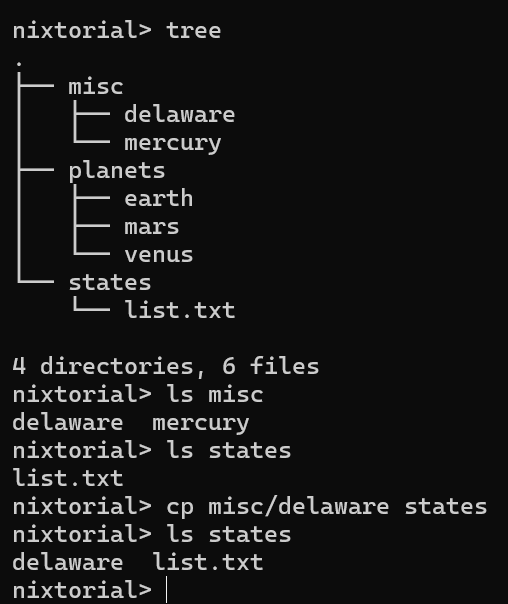 nixtorial> tree
.
├── misc
│   ├── delaware
│   └── mercury
├── planets
│   ├── earth
│   ├── mars
│   └── venus
└── states
    └── list.txt

4 directories, 6 files
nixtorial> ls misc
delaware  mercury
nixtorial> ls states
list.txt
nixtorial> cp misc/delaware states
nixtorial> ls states
delaware  list.txt
nixtorial>